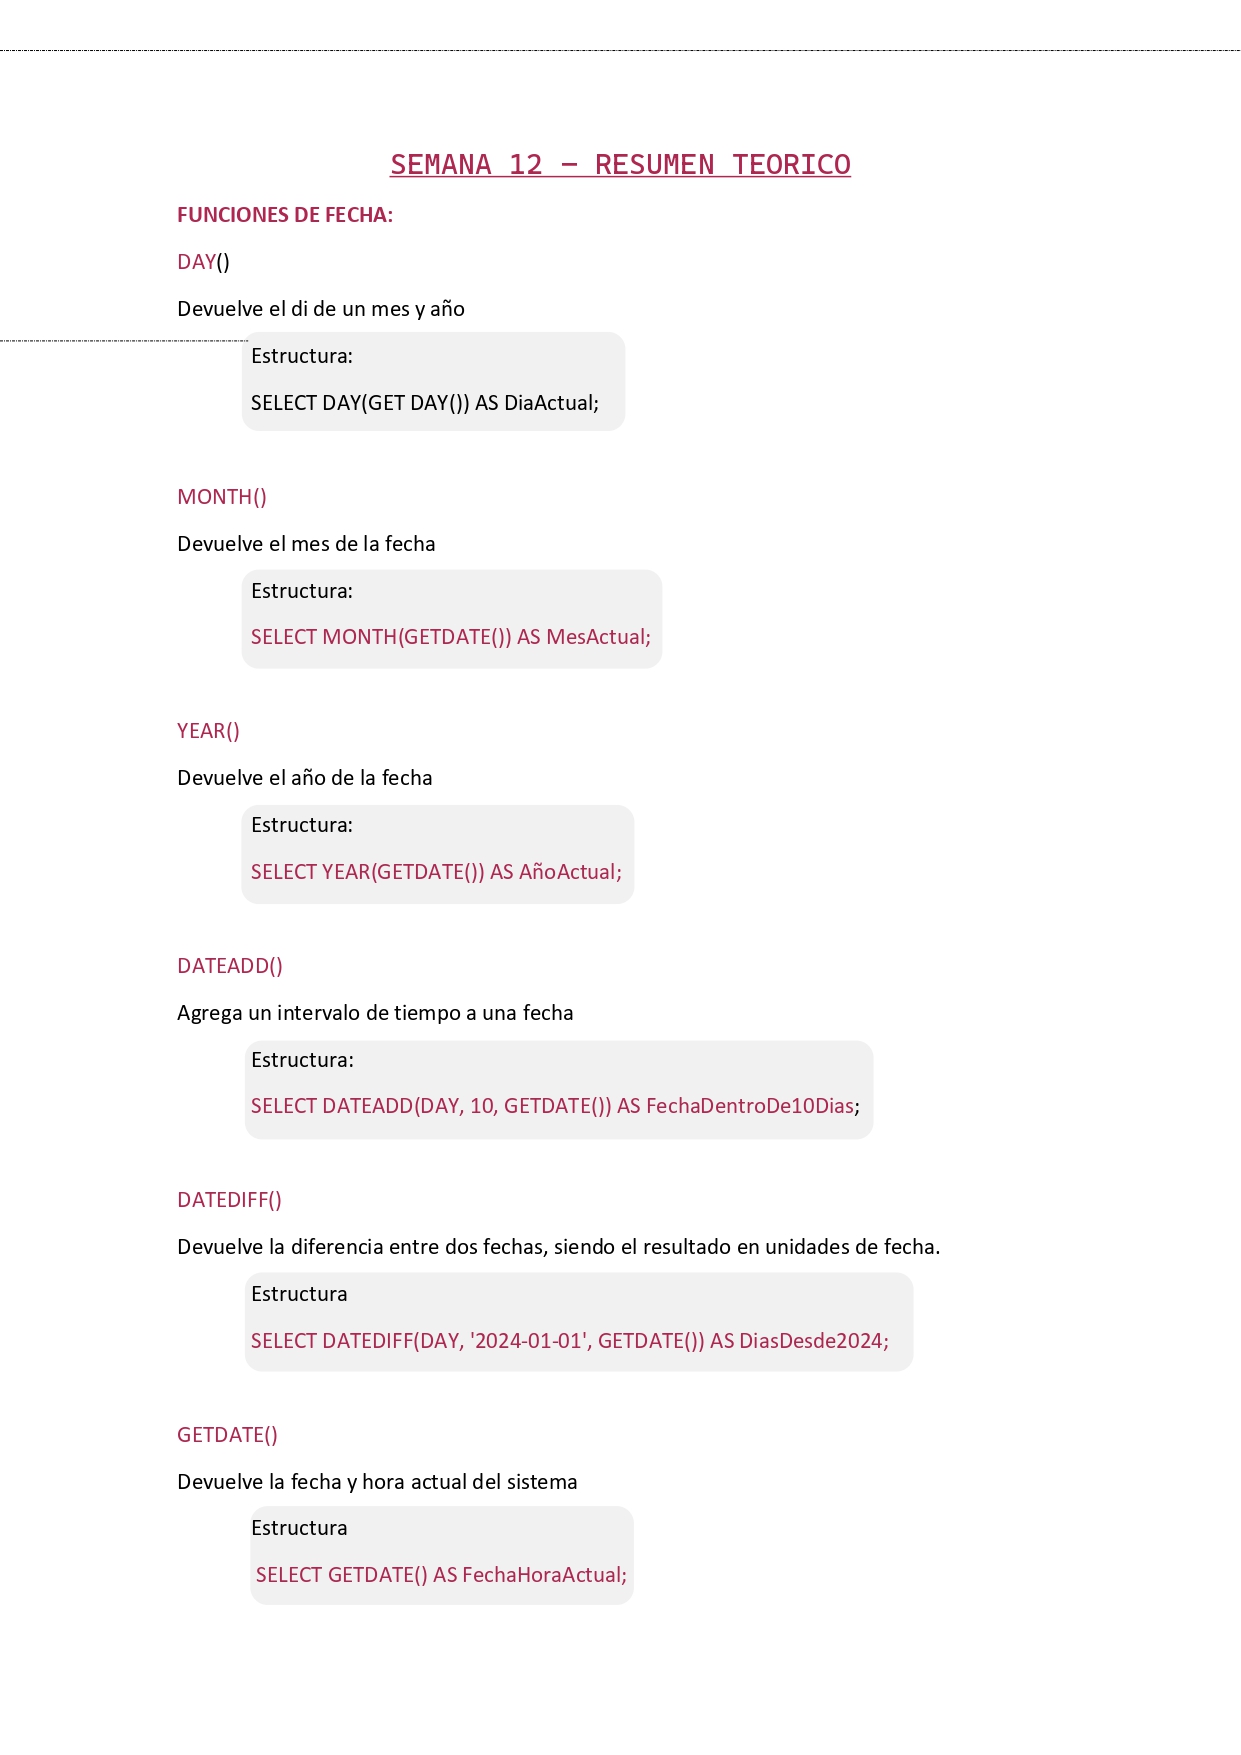 SEMANA 12 – RESUMEN TEORICO
FUNCIONES DE FECHA:
DAY()
Devuelve el di de un mes y año
Estructura:
SELECT DAY(GET DAY()) AS DiaActual;
MONTH()
Devuelve el mes de la fecha
Estructura:
SELECT MONTH(GETDATE()) AS MesActual;
YEAR()
Devuelve el año de la fecha
Estructura:
SELECT YEAR(GETDATE()) AS AñoActual;
DATEADD()
Agrega un intervalo de tiempo a una fecha
Estructura:
SELECT DATEADD(DAY, 10, GETDATE()) AS FechaDentroDe10Dias;
DATEDIFF()
Devuelve la diferencia entre dos fechas, siendo el resultado en unidades de fecha.
Estructura
SELECT DATEDIFF(DAY, '2024-01-01', GETDATE()) AS DiasDesde2024;
GETDATE()
Devuelve la fecha y hora actual del sistema
Estructura
SELECT GETDATE() AS FechaHoraActual;